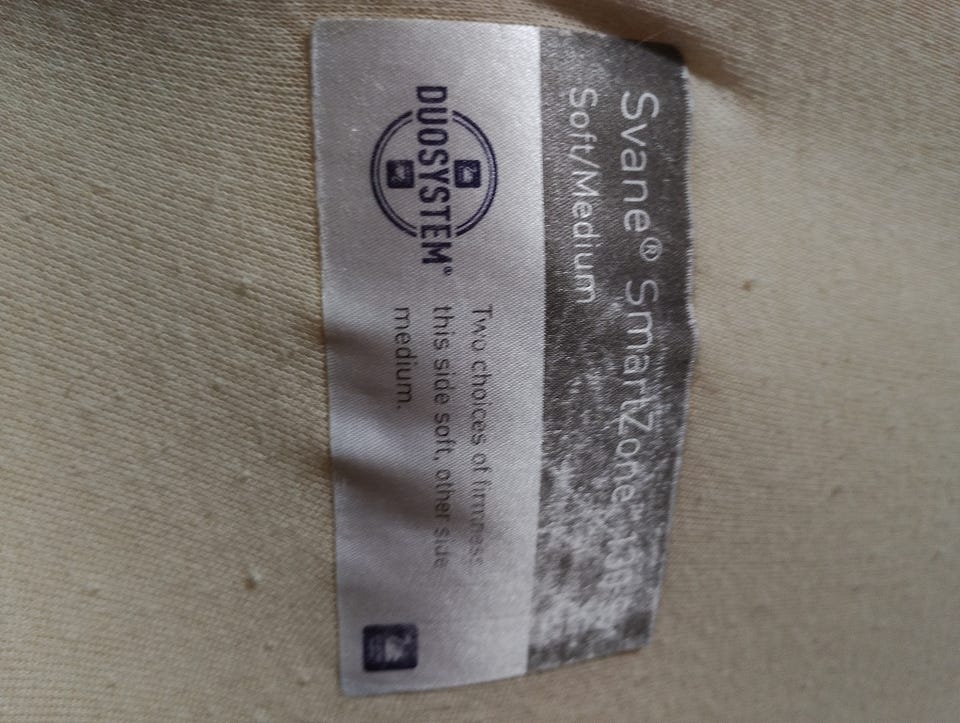 Svane® SmartZone
Soft/Medium
DUOSYSTEM®
Two choices of firmness:
this side soft, other side
medium.